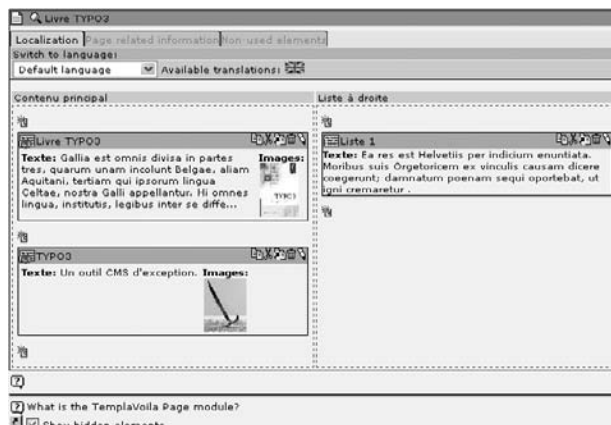 Livre TYPO3
Localization Page related information Non used elements
Switch to language:
Default language Available translations:
Contenu principal
Livre TYPO3
Texte: Gallia est omnis divisa in partes
tres, quarum unam incolunt Belgae, aliam
Aquitani, tertiam qui ipsorum lingua
Celtae, nostra Galli appellantur. Hi omnes
lingua, institutis, legibus inter se diffe...
Images:
TYPO3
TYPO3
Texte: Un outil CMS d'exception. Images:
Liste à droite
Liste 1
Texte: Ea res est Helvetiis per indicium enuntiata.
Moribus suis Orgetoricem ex vinculis causam dicere
coegerunt; damnatum poenam sequi oportebat, ut
igni cremaretur .
What is the TemplaVoila Page module?
Show hidden elements